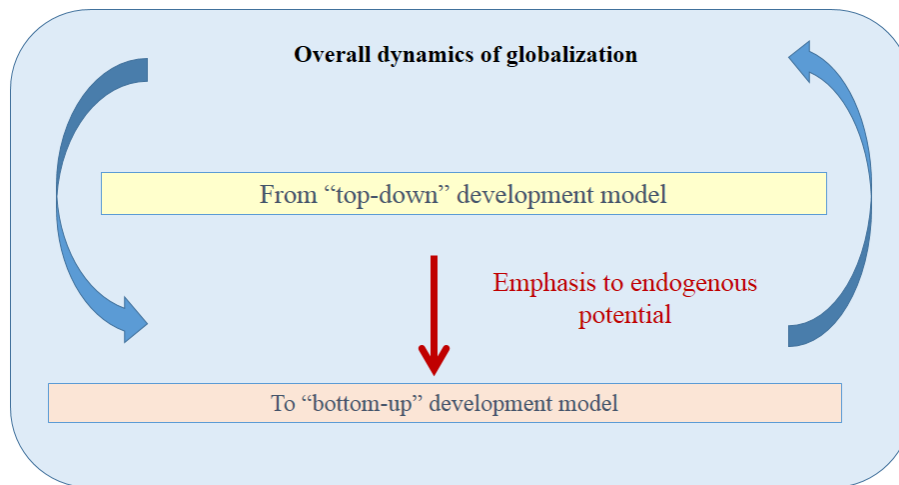 Overall dynamics of globalization
From “top-down” development model
Emphasis to endogenous
potential
To “bottom-up” development model